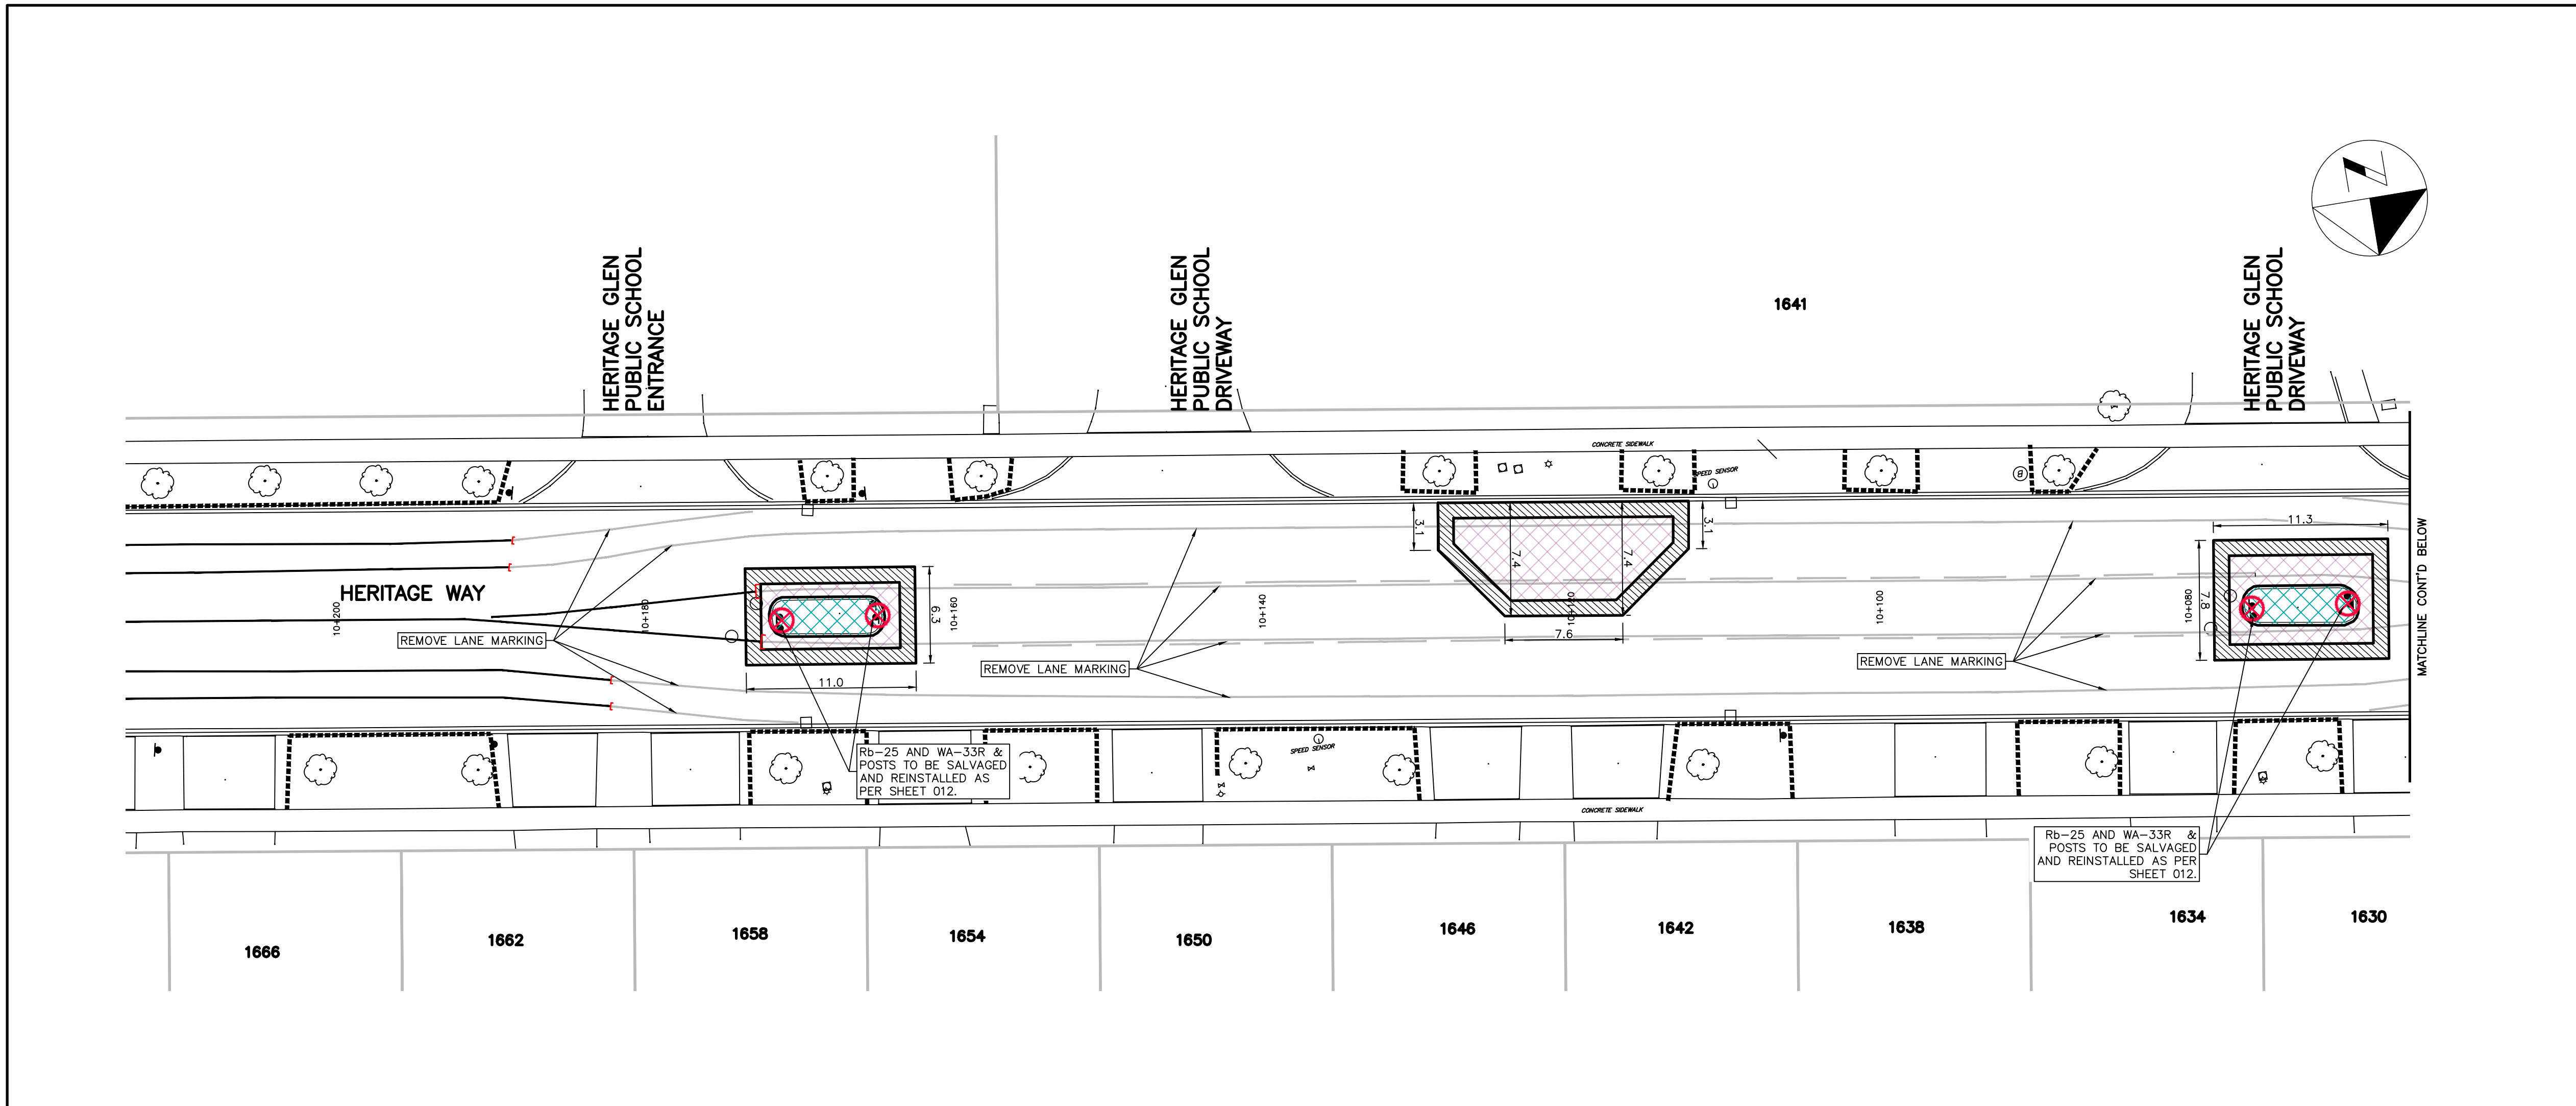 N
HERITAGE GLEN
PUBLIC SCHOOL
ENTRANCE
HERITAGE GLEN
PUBLIC SCHOOL
DRIVEWAY
1641
HERITAGE GLEN
PUBLIC SCHOOL
DRIVEWAY
CONCRETE SIDEWALK
SPEED SENSOR
B
3.1
7.4
7.4
3.1
7.6
11.3
7.8
MATCHLINE CONT'D BELOW
HERITAGE WAY
10+200
10+180
10+160
10+140
10+120
10+100
10+080
6.3
11.0
REMOVE LANE MARKING
REMOVE LANE MARKING
REMOVE LANE MARKING
Rb-25 AND WA-33R &
POSTS TO BE SALVAGED
AND REINSTALLED AS
PER SHEET 012.
SPEED SENSOR
CONCRETE SIDEWALK
Rb-25 AND WA-33R &
POSTS TO BE SALVAGED
AND REINSTALLED AS PER
SHEET 012.
1666
1662
1658
1654
1650
1646
1642
1638
1634
1630